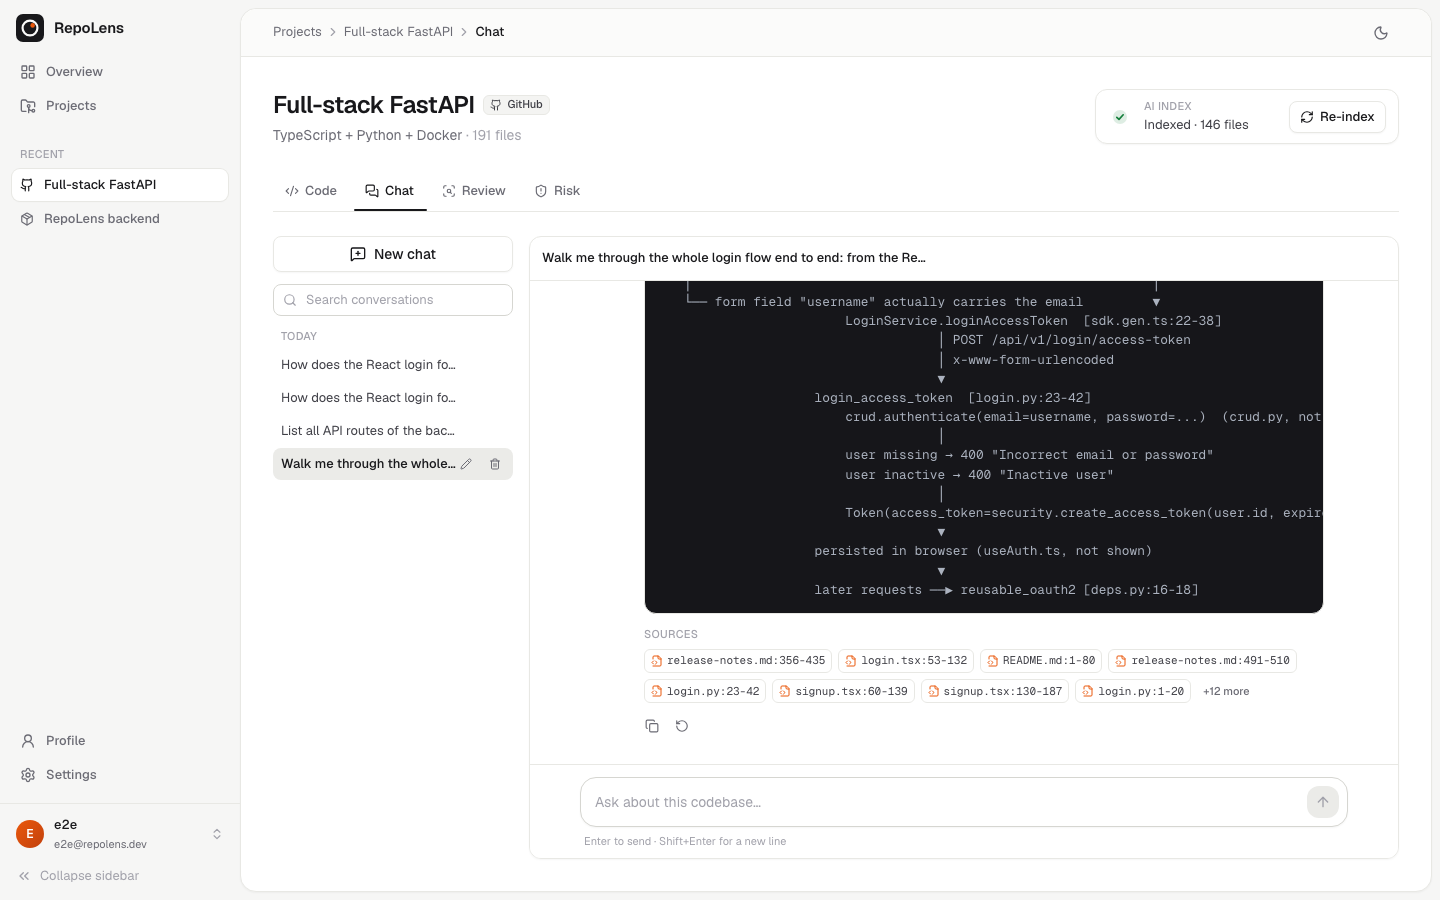 RepoLens
Overview
Projects
RECENT
Full-stack FastAPI
RepoLens backend
Profile
Settings
E
e2e
e2e@repolens.dev
Collapse sidebar
Projects > Full-stack FastAPI > Chat
Full-stack FastAPI
GitHub
TypeScript + Python + Docker · 191 files
AI INDEX
Indexed · 146 files
Re-index
Code
Chat
Review
Risk
New chat
Search conversations
TODAY
How does the React login fo...
How does the React login fo...
List all API routes of the bac...
Walk me through the whole...
Walk me through the whole login flow end to end: from the Re...
└── form field "username" actually carries the email ▼
LoginService.loginAccessToken [sdk.gen.ts:22-38]
│ POST /api/v1/login/access-token
│ x-www-form-urlencoded
▼
login_access_token [login.py:23-42]
crud.authenticate(email=username, password=...) (crud.py, not
│
user missing → 400 "Incorrect email or password"
user inactive → 400 "Inactive user"
│
Token(access_token=security.create_access_token(user.id, expire
▼
persisted in browser (useAuth.ts, not shown)
▼
later requests ──▶ reusable_oauth2 [deps.py:16-18]
SOURCES
release-notes.md:356-435
login.tsx:53-132
README.md:1-80
release-notes.md:491-510
login.py:23-42
signup.tsx:60-139
signup.tsx:130-187
login.py:1-20
+12 more
Ask about this codebase...
Enter to send · Shift+Enter for a new line